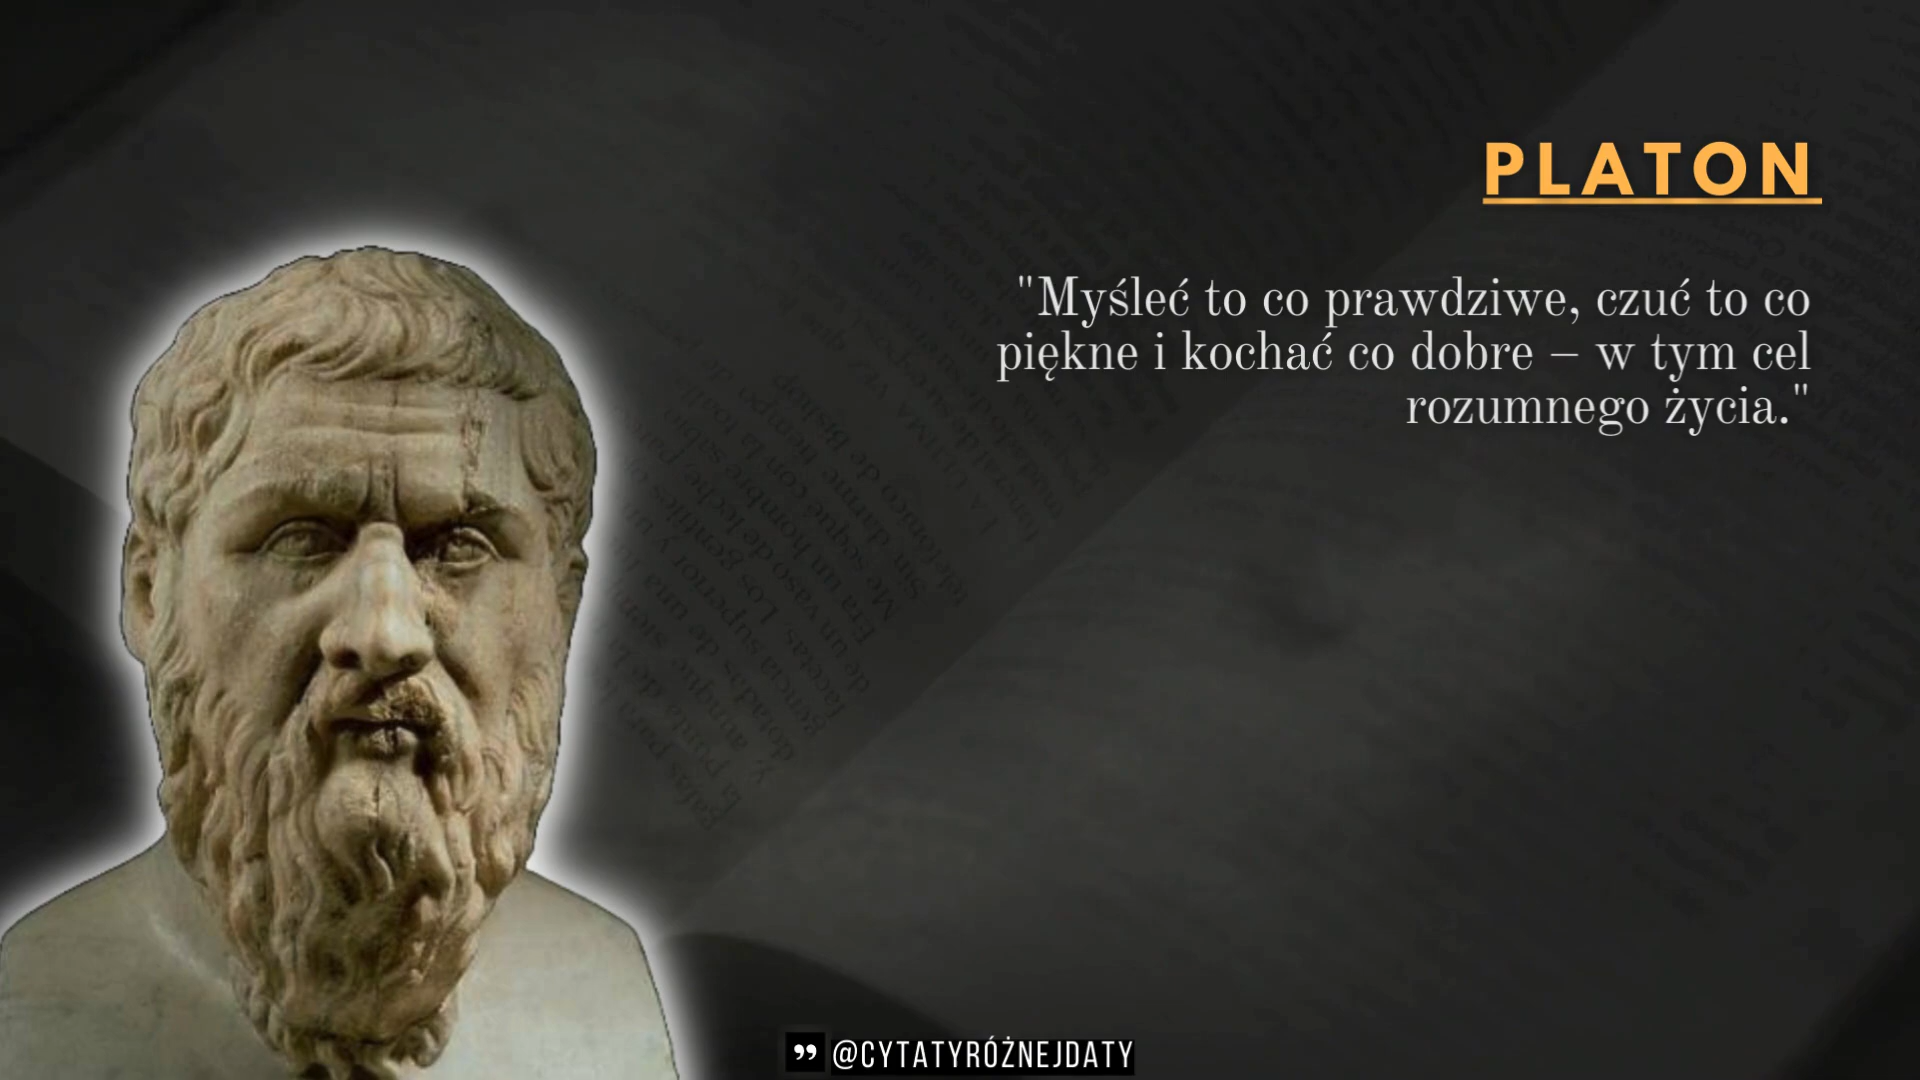 PLATON
"Myśleć to co prawdziwe, czuć to co
piękne i kochać co dobre – w tym cel
rozumnego życia."
@CYTATYRÓŻNEJDATY